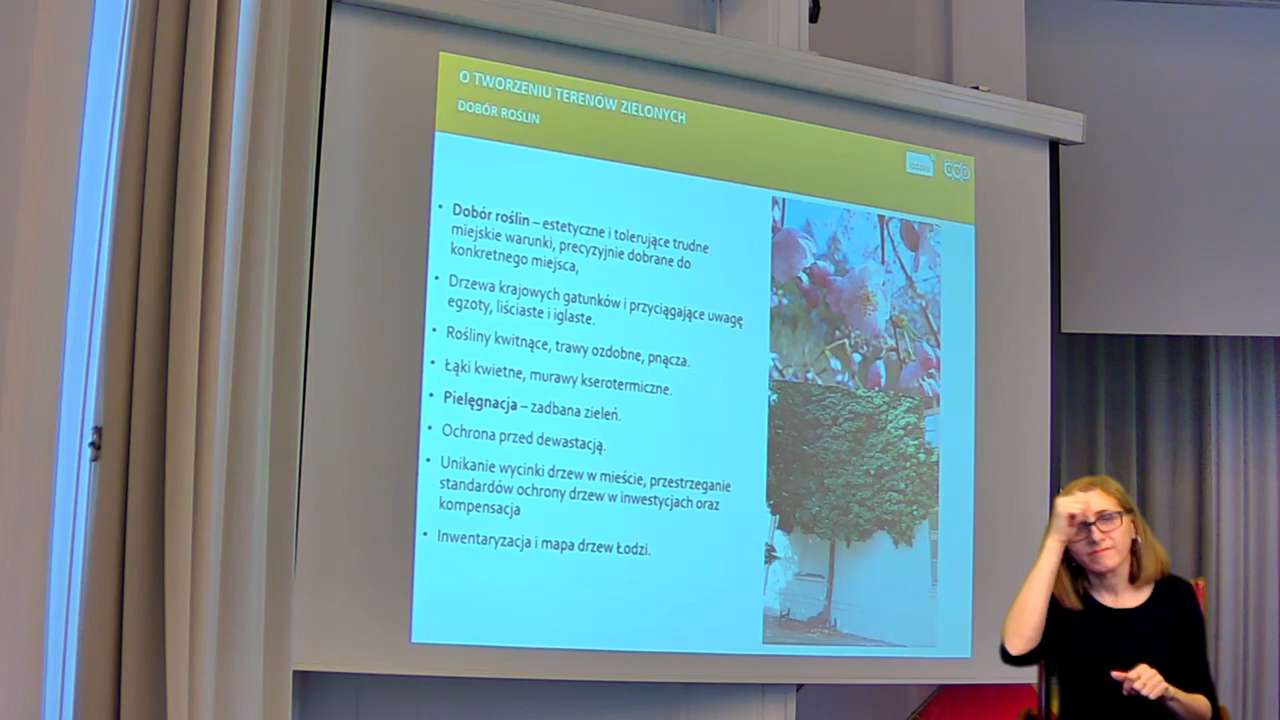 O TWORZENIU TERENÓW ZIELONYCH
DOBÓR ROŚLIN
• Dobór roślin – estetyczne i tolerujące trudne
miejskie warunki, precyzyjnie dobrane do
konkretnego miejsca,
• Drzewa krajowych gatunków i przyciągające uwagę
egzoty, liściaste i iglaste.
• Rośliny kwitnące, trawy ozdobne, pnącza.
• Łąki kwietne, murawy kserotermiczne.
• Pielęgnacja – zadbana zieleń.
• Ochrona przed dewastacją.
• Unikanie wycinki drzew w mieście, przestrzeganie
standardów ochrony drzew w inwestycjach oraz
kompensacja
• Inwentaryzacja i mapa drzew Łodzi.